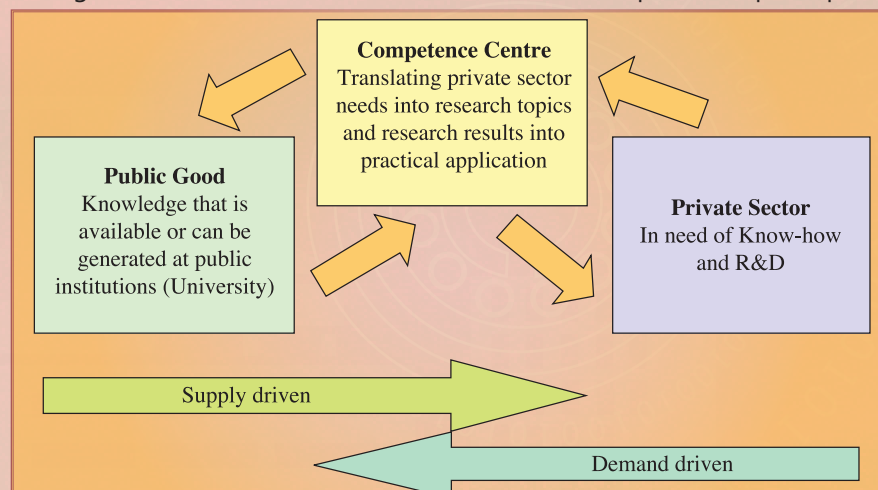 Competence Centre
Translating private sector
needs into research topics
and research results into
practical application
Public Good
Knowledge that is
available or can be
generated at public
institutions (University)
Private Sector
In need of Know-how
and R&D
Supply driven
Demand driven